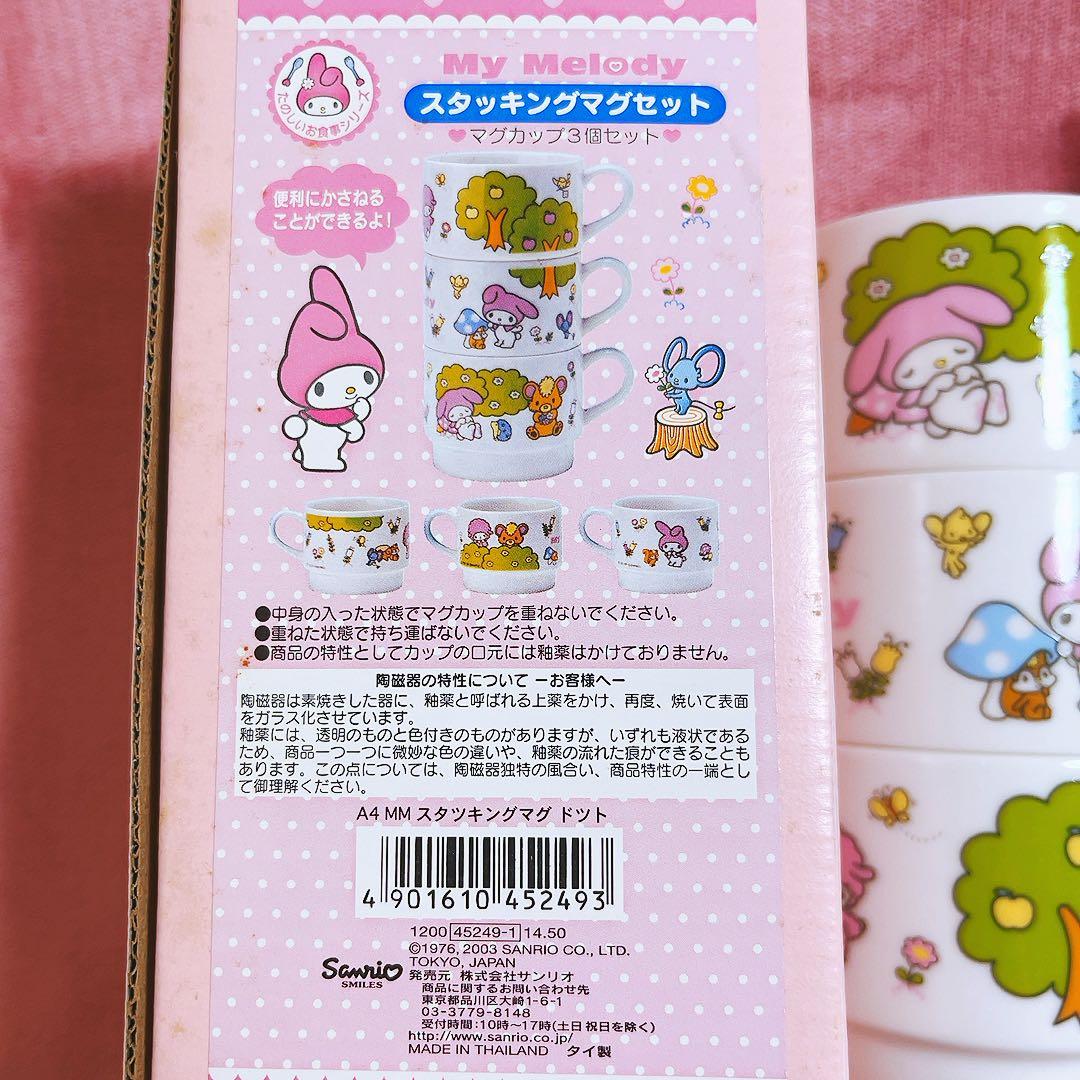 My Melody
たのしいお食事シリーズ
スタッキングマグセット
マグカップ3個セット
便利にかさねる
ことができるよ!
●中身の入った状態でマグカップを重ねないでください。
●重ねた状態で持ち運ばないでください。
●商品の特性としてカップの口元には釉薬はかけておりません。
陶磁器の特性について ーお客様へー
陶磁器は素焼きした器に、釉薬と呼ばれる上薬をかけ、再度、焼いて表面
をガラス化させています。
釉薬には、透明のものと色付きのものがありますが、いずれも液状である
ため、商品一つ一つに微妙な色の違いや、釉薬の流れた痕ができることも
あります。この点については、陶磁器独特の風合い、商品特性の一端とし
て御理解ください。
A4 MM スタツキングマグ ドツト
4 901610 452493
1200 45249-1 14.50
©1976, 2003 SANRIO CO., LTD.
TOKYO, JAPAN
Sanrio
SMILES
発売元 株式会社サンリオ
商品に関するお問い合わせ先
東京都品川区大崎1-6-1
03-3779-8148
受付時間:10時〜17時(土日祝日を除く)
http://www.sanrio.co.jp/
MADE IN THAILAND タイ製